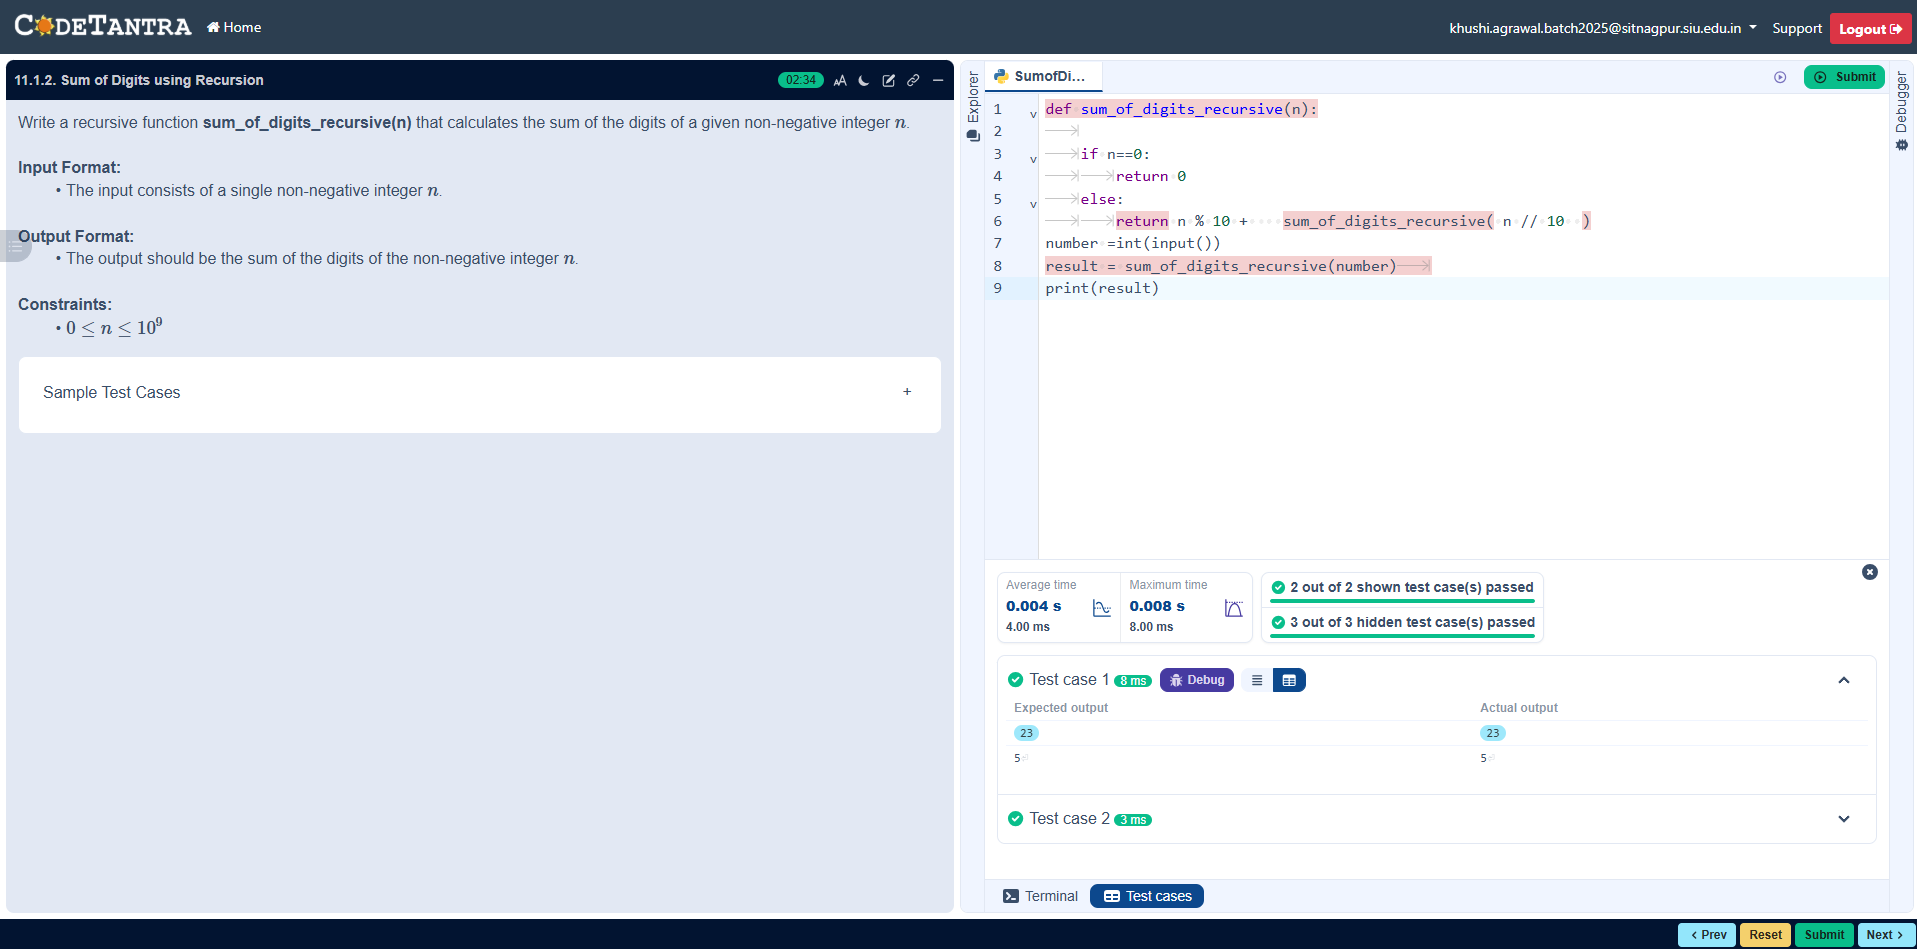 CODETANTRA
Home
khushi.agrawal.batch2025@sitnagpur.siu.edu.in
Support
Logout
11.1.2. Sum of Digits using Recursion
02:34
Write a recursive function sum_of_digits_recursive(n) that calculates the sum of the digits of a given non-negative integer n.
Input Format:
• The input consists of a single non-negative integer n.
Output Format:
• The output should be the sum of the digits of the non-negative integer n.
Constraints:
• 0 ≤ n ≤ 10⁹
Sample Test Cases
+
Explorer
SumofDi...
Submit
Debugger
1 def sum_of_digits_recursive(n):
2
3 if n==0:
4 return 0
5 else:
6 return n % 10 + sum_of_digits_recursive( n // 10 )
7 number =int(input())
8 result = sum_of_digits_recursive(number)
9 print(result)
Average time
0.004 s
4.00 ms
Maximum time
0.008 s
8.00 ms
2 out of 2 shown test case(s) passed
3 out of 3 hidden test case(s) passed
Test case 1 8 ms
Debug
Expected output
Actual output
23
23
5
5
Test case 2 3 ms
Terminal
Test cases
< Prev
Reset
Submit
Next >